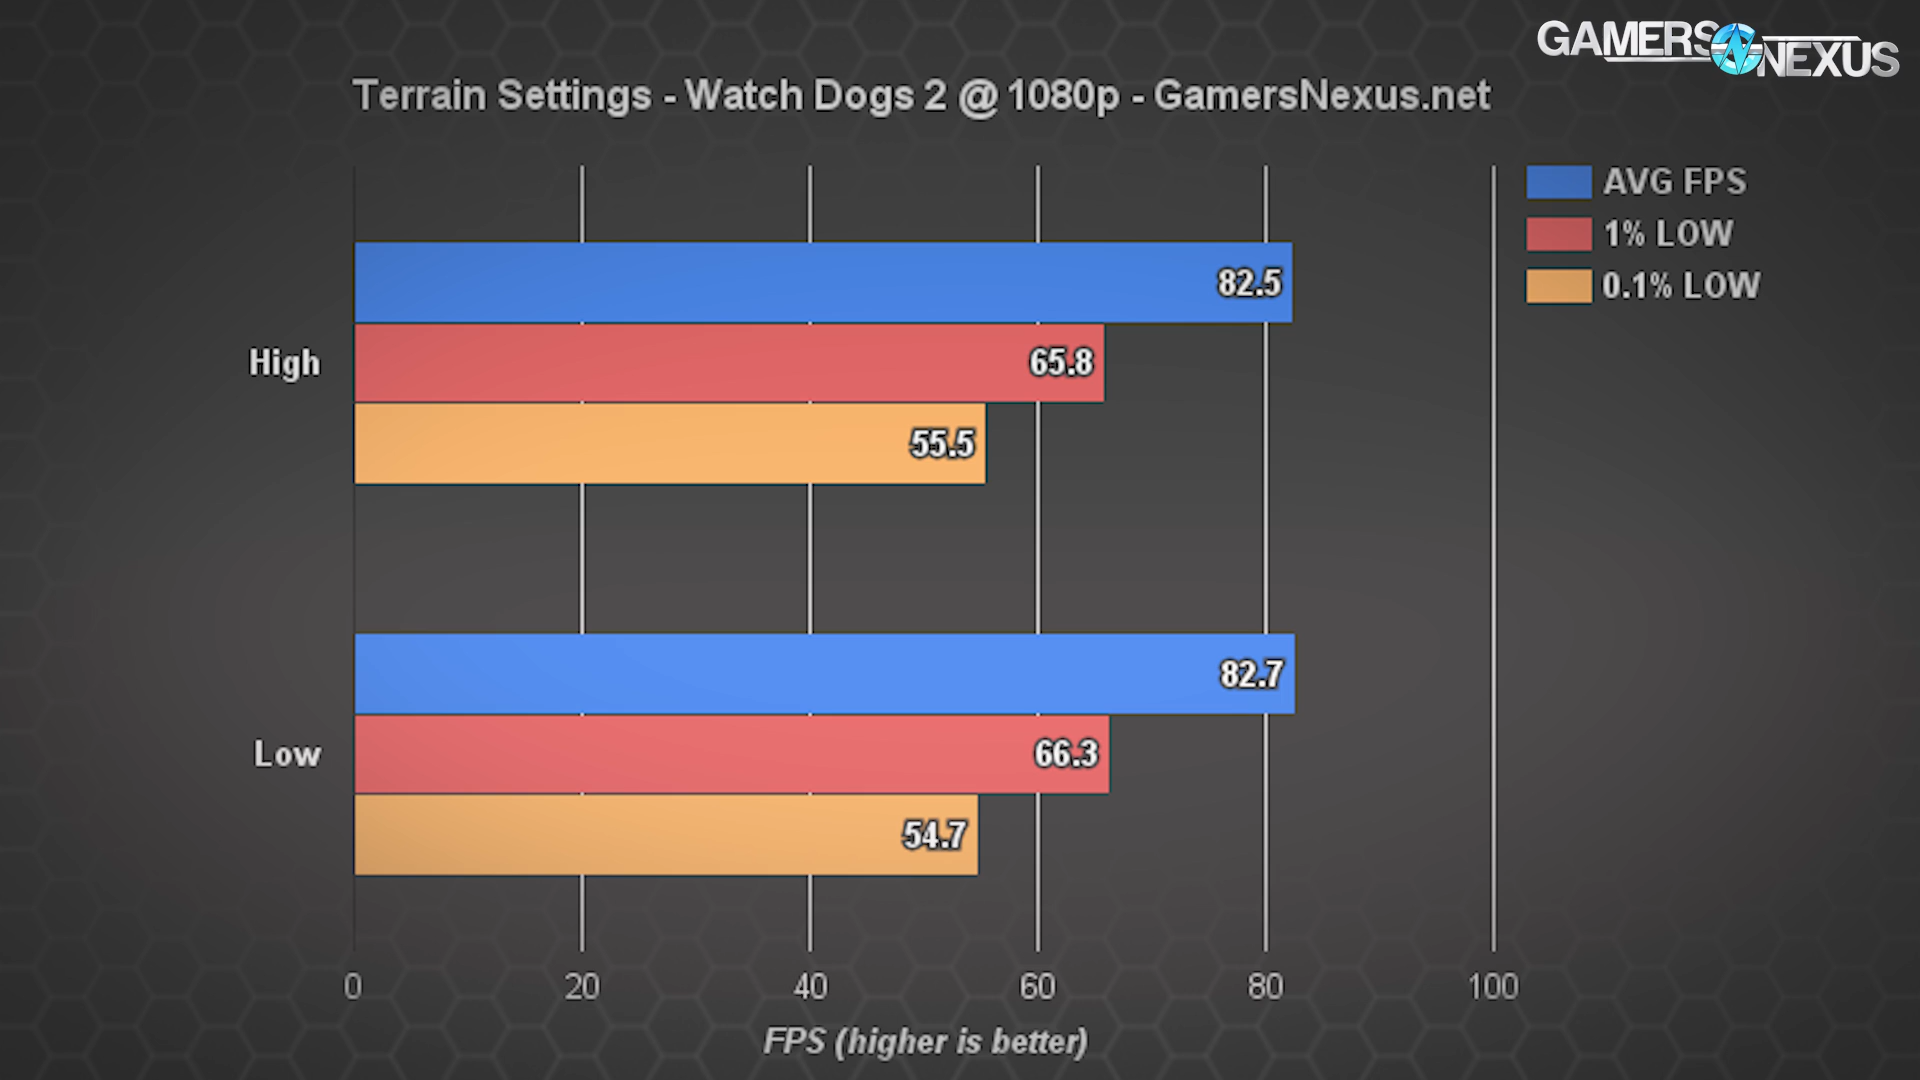 GAMERS NEXUS
Terrain Settings - Watch Dogs 2 @ 1080p - GamersNexus.net
AVG FPS
1% LOW
0.1% LOW
High
82.5
65.8
55.5
Low
82.7
66.3
54.7
0 20 40 60 80 100
FPS (higher is better)